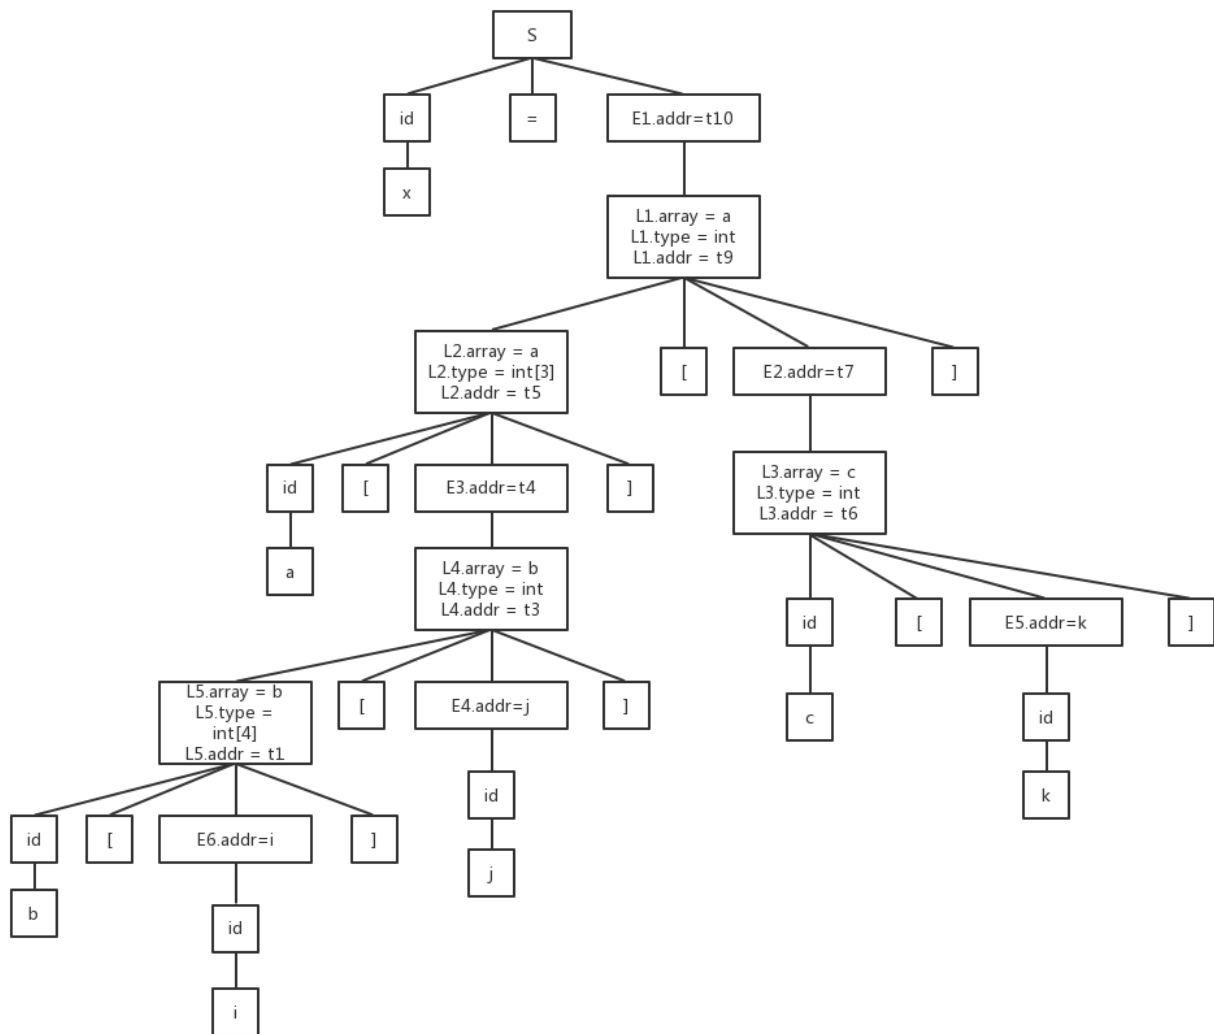 S
id
=
E1.addr=t10
x
L1.array = a
L1.type = int
L1.addr = t9
L2.array = a
L2.type = int[3]
L2.addr = t5
[
E2.addr=t7
]
id
[
E3.addr=t4
]
L3.array = c
L3.type = int
L3.addr = t6
a
L4.array = b
L4.type = int
L4.addr = t3
id
[
E5.addr=k
]
L5.array = b
L5.type =
int[4]
L5.addr = t1
[
E4.addr=j
]
c
id
id
k
id
[
E6.addr=i
]
j
b
id
i